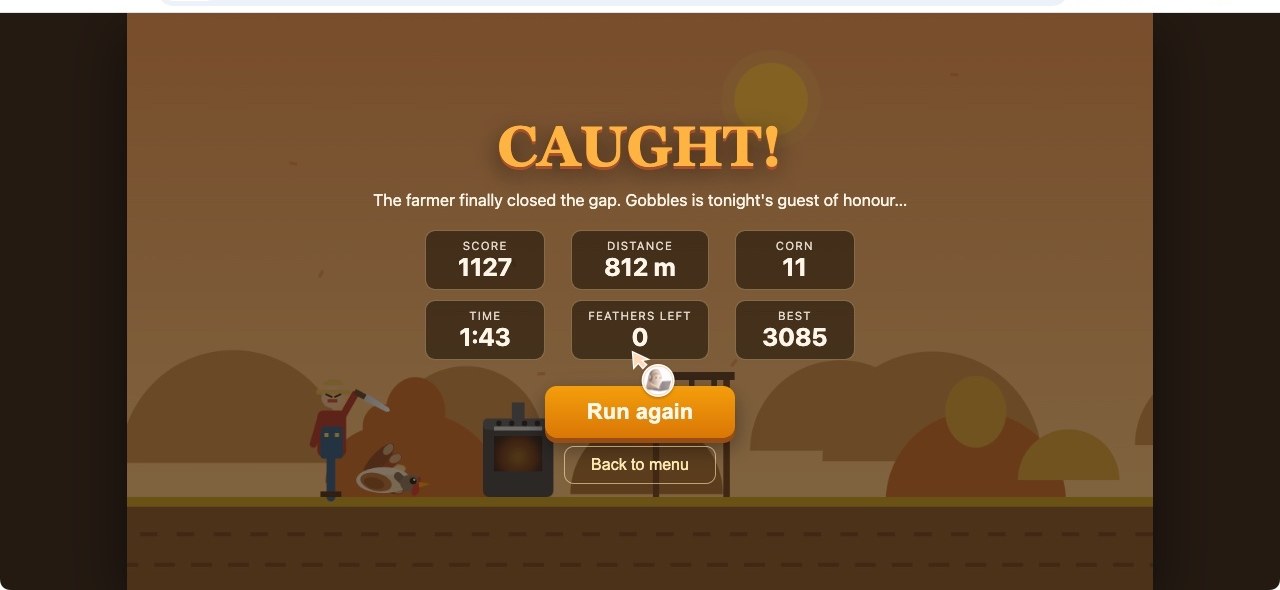 CAUGHT!
The farmer finally closed the gap. Gobbles is tonight's guest of honour...
SCORE
1127
DISTANCE
812 m
CORN
11
TIME
1:43
FEATHERS LEFT
0
BEST
3085
Run again
Back to menu